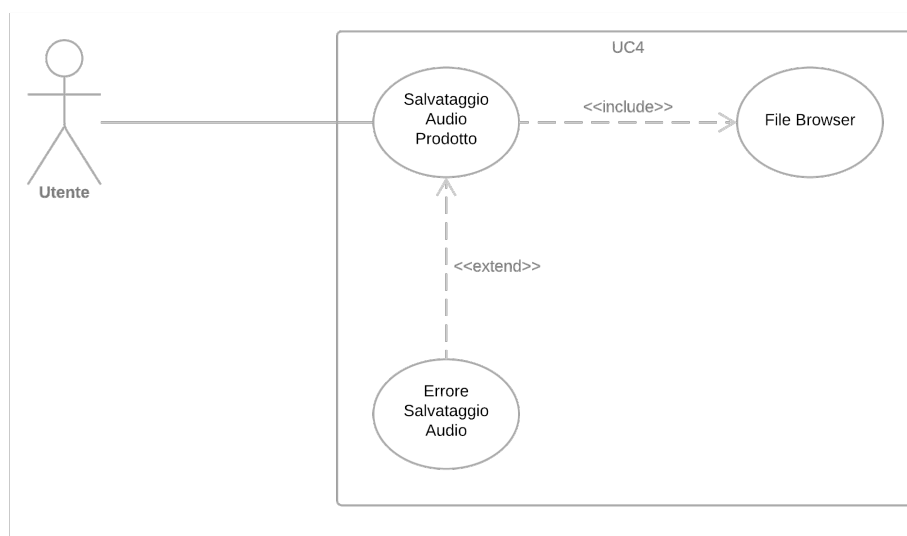 UC4
Salvataggio
Audio
Prodotto
<<include>>
File Browser
Utente
<<extend>>
Errore
Salvataggio
Audio